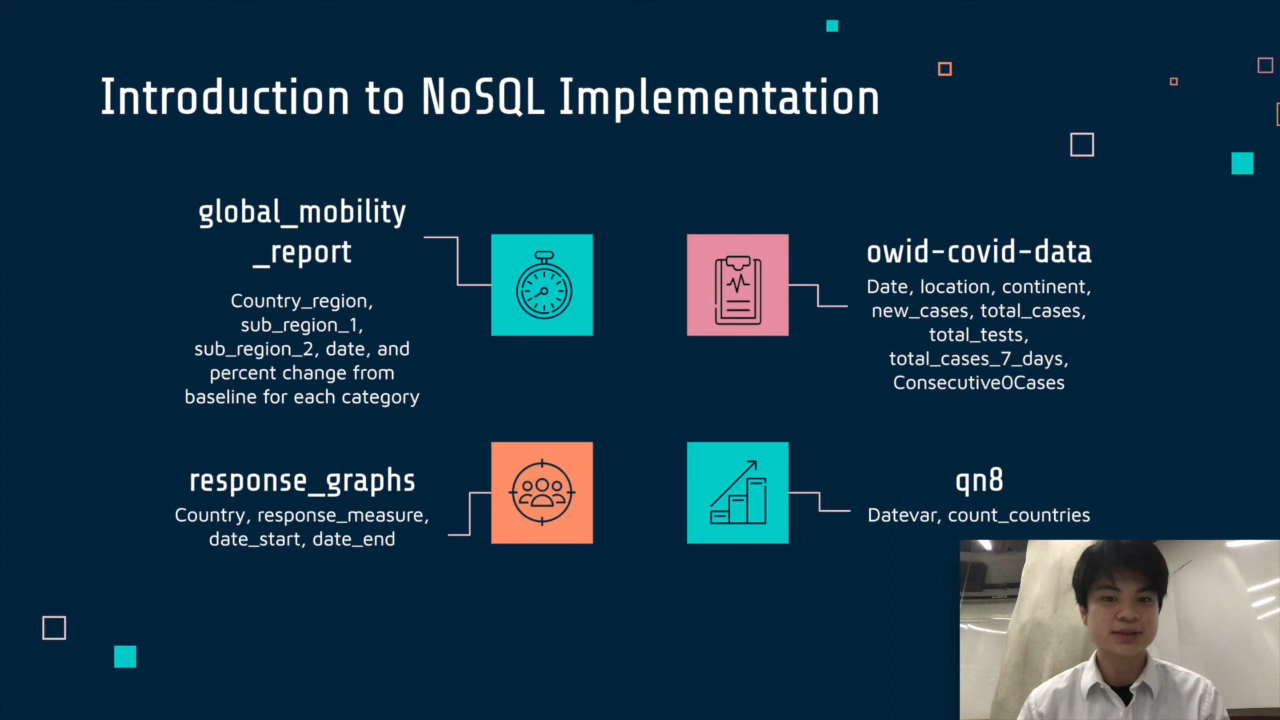 Introduction to NoSQL Implementation
global_mobility
_report
Country_region,
sub_region_1,
sub_region_2, date, and
percent change from
baseline for each category
owid-covid-data
Date, location, continent,
new_cases, total_cases,
total_tests,
total_cases_7_days,
Consecutive0Cases
response_graphs
Country, response_measure,
date_start, date_end
qn8
Datevar, count_countries